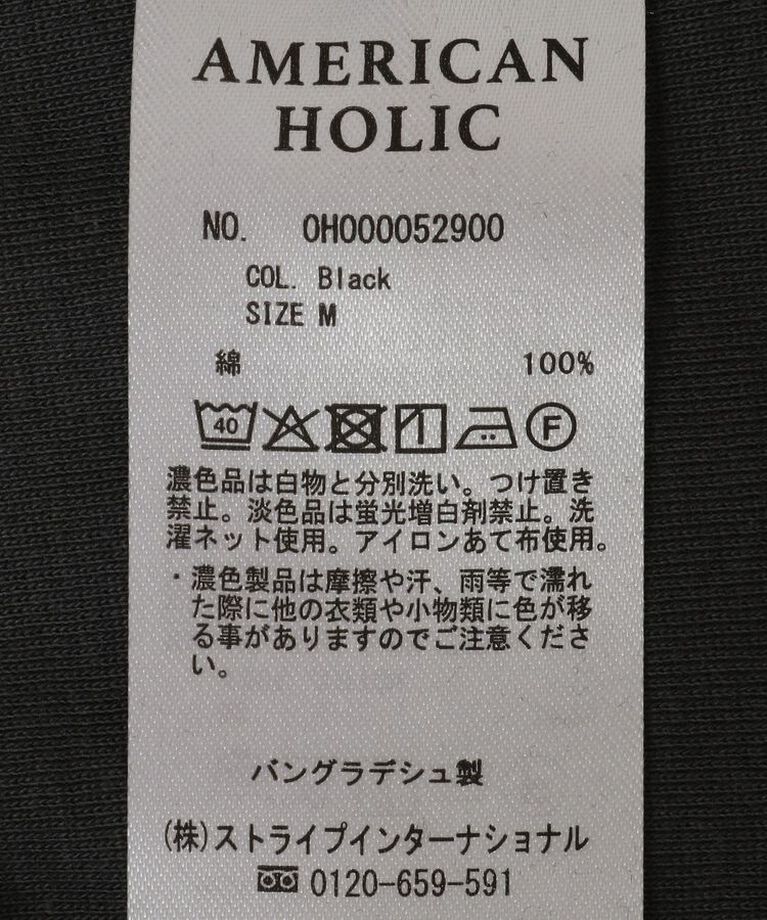 AMERICAN
HOLIC
NO. OH000052900
COL. Black
SIZE M
綿 100%
40 F
濃色品は白物と分別洗い。つけ置き
禁止。淡色品は蛍光増白剤禁止。洗
濯ネット使用。アイロンあて布使用。
・濃色製品は摩擦や汗、雨等で濡れ
た際に他の衣類や小物類に色が移
る事がありますのでご注意くださ
い。
バングラデシュ製
(株)ストライプインターナショナル
0120-659-591